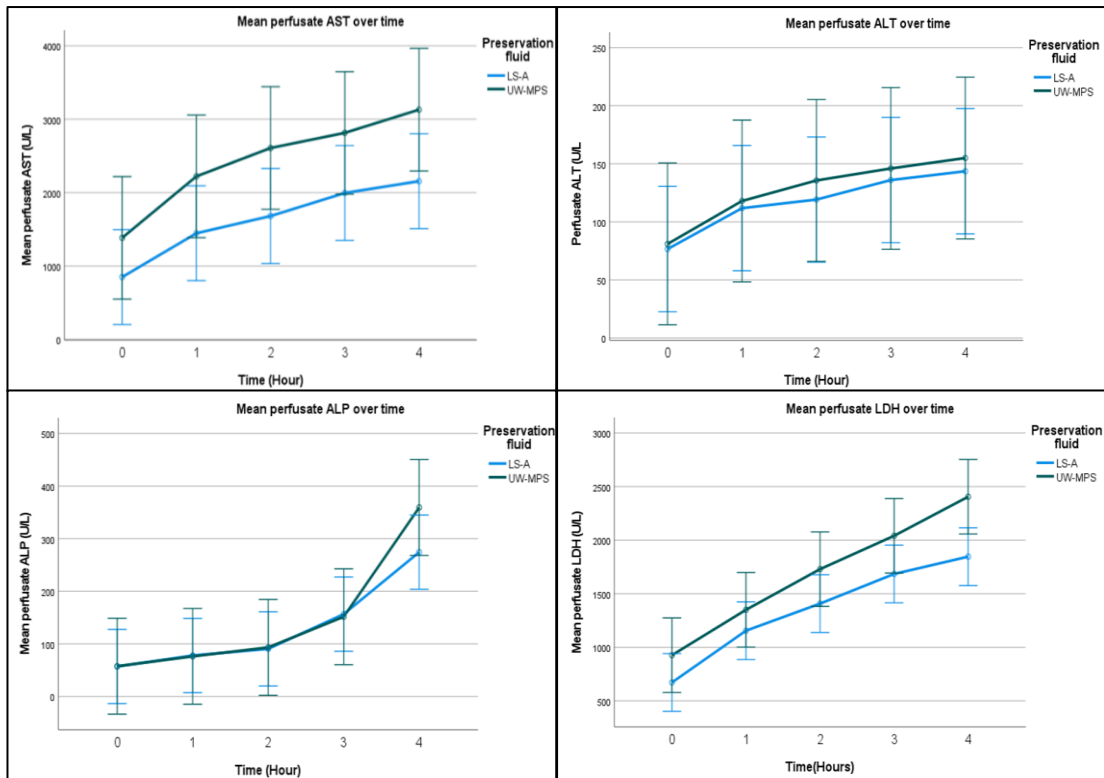 Mean perfusate AST over time
Preservation
fluid
LS-A
UW-MPS
Mean perfusate AST (U/L)
4000
3000
2000
1000
0
0 1 2 3 4
Time (Hour)
Mean perfusate ALT over time
Preservation
fluid
LS-A
UW-MPS
Perfusate ALT (U/L
250
200
150
100
50
0
0 1 2 3 4
Time (Hour)
Mean perfusate ALP over time
Preservation
fluid
LS-A
UW-MPS
Mean perfusate ALP (U/L)
500
400
300
200
100
0
0 1 2 3 4
Time (Hour)
Mean perfusate LDH over time
Preservation
fluid
LS-A
UW-MPS
Mean perfusate LDH (U/L)
3000
2500
2000
1500
1000
500
0 1 2 3 4
Time(Hours)